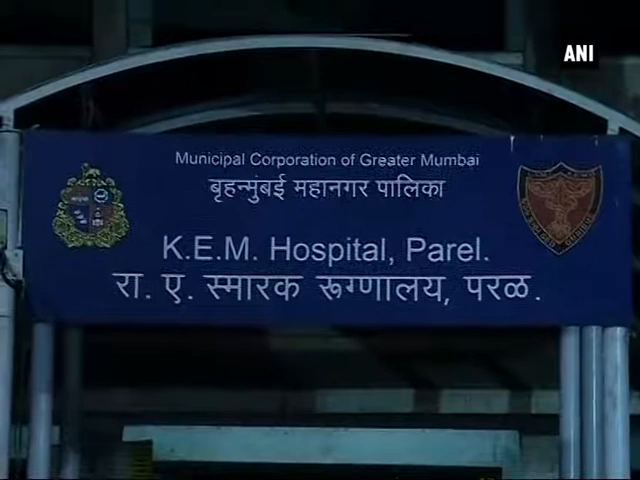 ANI
Municipal Corporation of Greater Mumbai
बृहन्मुंबई महानगर पालिका
K.E.M. Hospital, Parel.
रा. ए. स्मारक रूग्णालय, परळ.